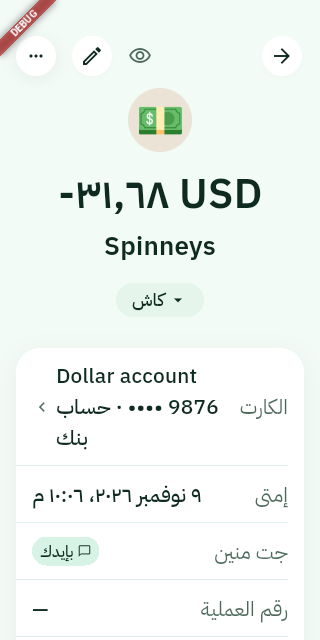 DEBUG
-٣١,٦٨ USD
Spinneys
كاش
الكارت
Dollar account
حساب · •••• 9876
بنك
إمتى
٩ نوفمبر ٢٠٢٦، ١٠:٠٦ م
جت منين
بإيدك
رقم العملية
—